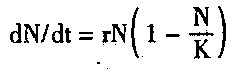 dN/dt = rN(1 - N/K)